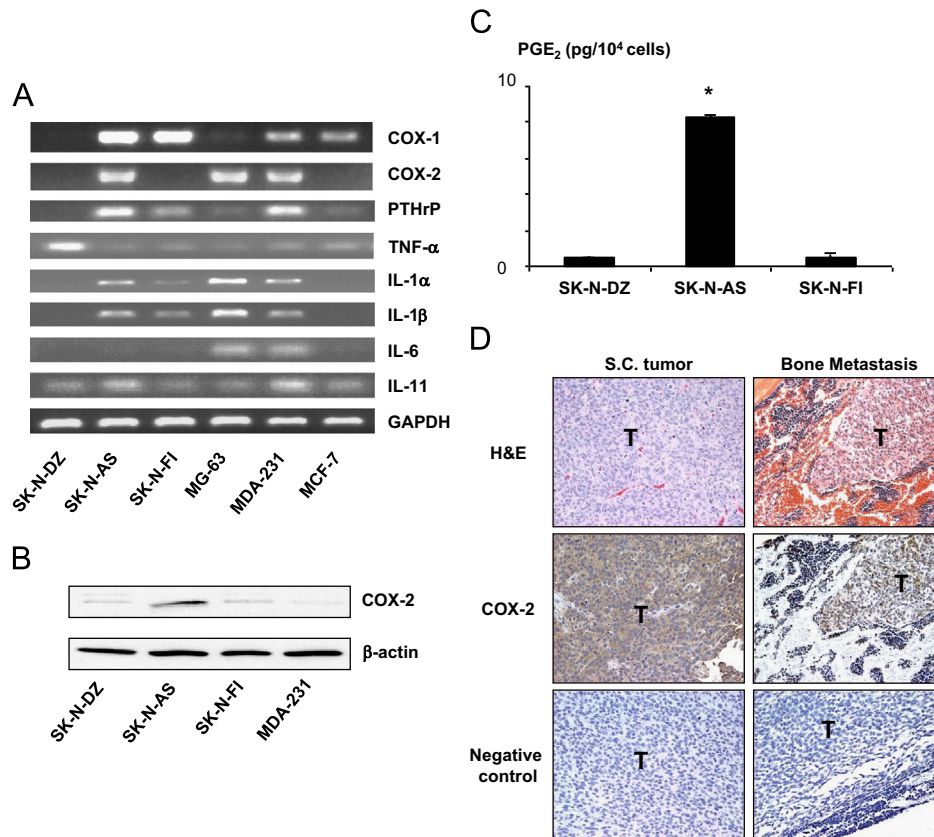 A
COX-1
COX-2
PTHrP
TNF-α
IL-1α
IL-1β
IL-6
IL-11
GAPDH
SK-N-DZ
SK-N-AS
SK-N-FI
MG-63
MDA-231
MCF-7
B
COX-2
β-actin
SK-N-DZ
SK-N-AS
SK-N-FI
MDA-231
C
PGE₂ (pg/10⁴ cells)
10
*
0
SK-N-DZ
SK-N-AS
SK-N-FI
D
S.C. tumor
Bone Metastasis
H&E
T
T
COX-2
T
T
Negative
control
T
T